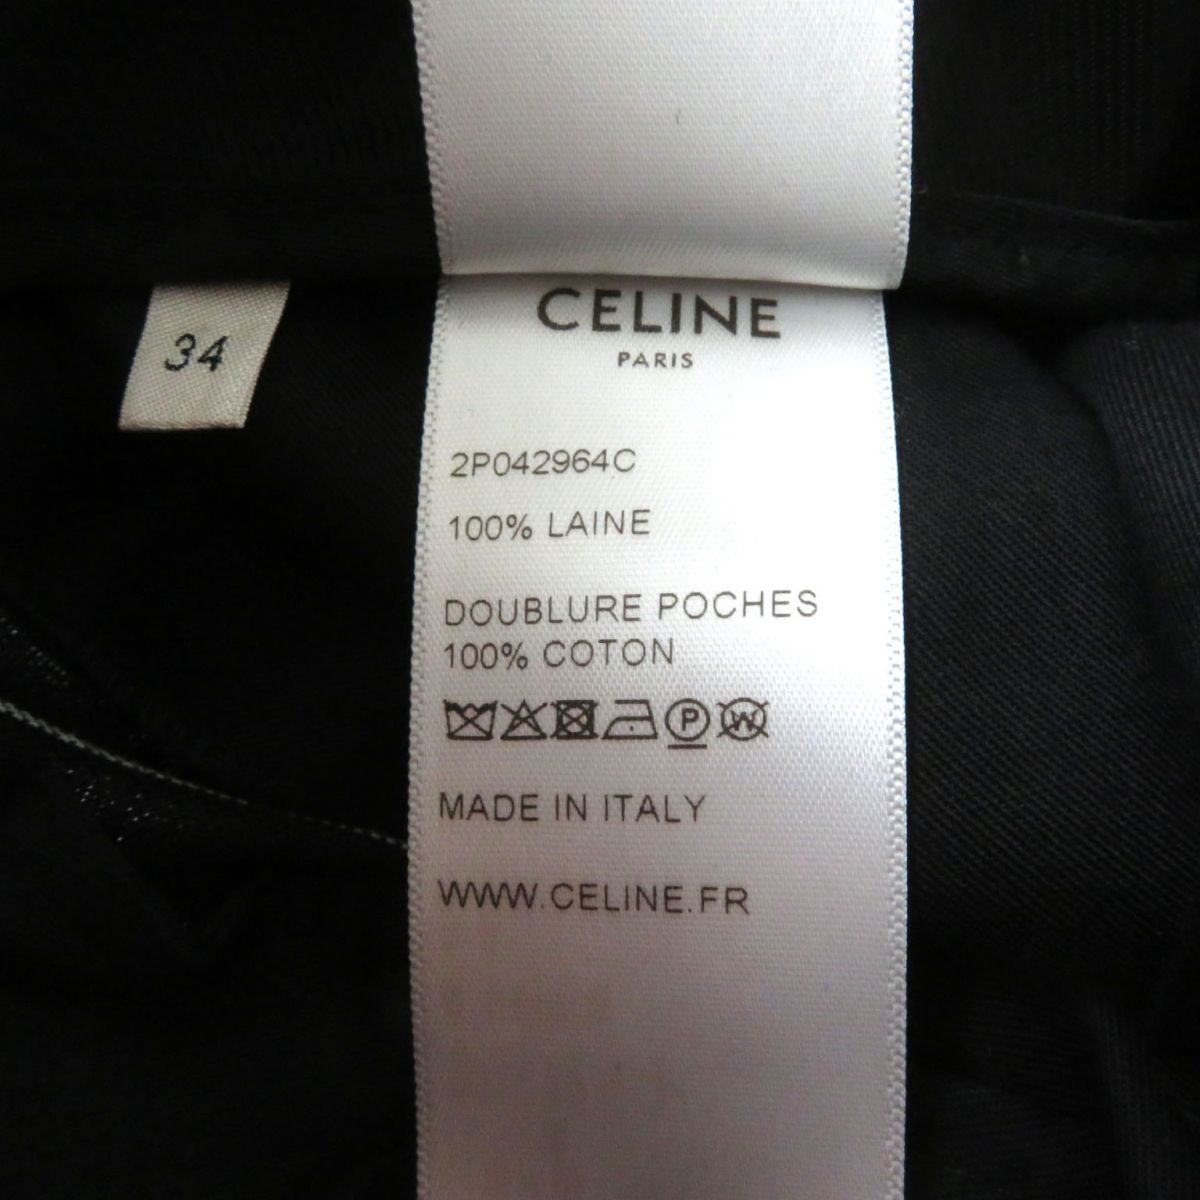 34
CELINE
PARIS
2P042964C
100% LAINE
DOUBLURE POCHES
100% COTON
P W
MADE IN ITALY
WWW.CELINE.FR